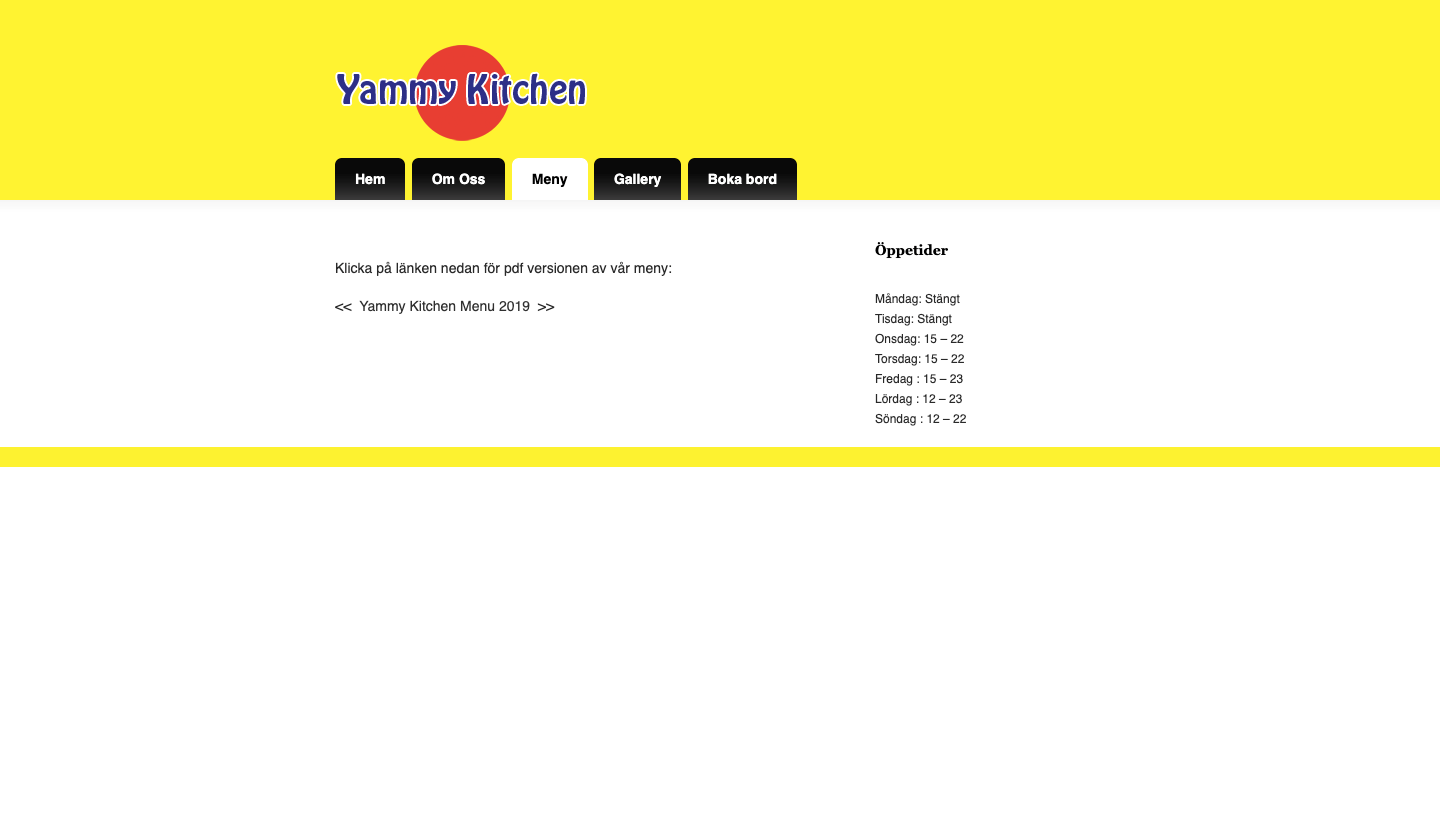 Yammy Kitchen
Hem
Om Oss
Meny
Gallery
Boka bord
Klicka på länken nedan för pdf versionen av vår meny:
<< Yammy Kitchen Menu 2019 >>
Öppetider
Måndag: Stängt
Tisdag: Stängt
Onsdag: 15 – 22
Torsdag: 15 – 22
Fredag : 15 – 23
Lördag : 12 – 23
Söndag : 12 – 22